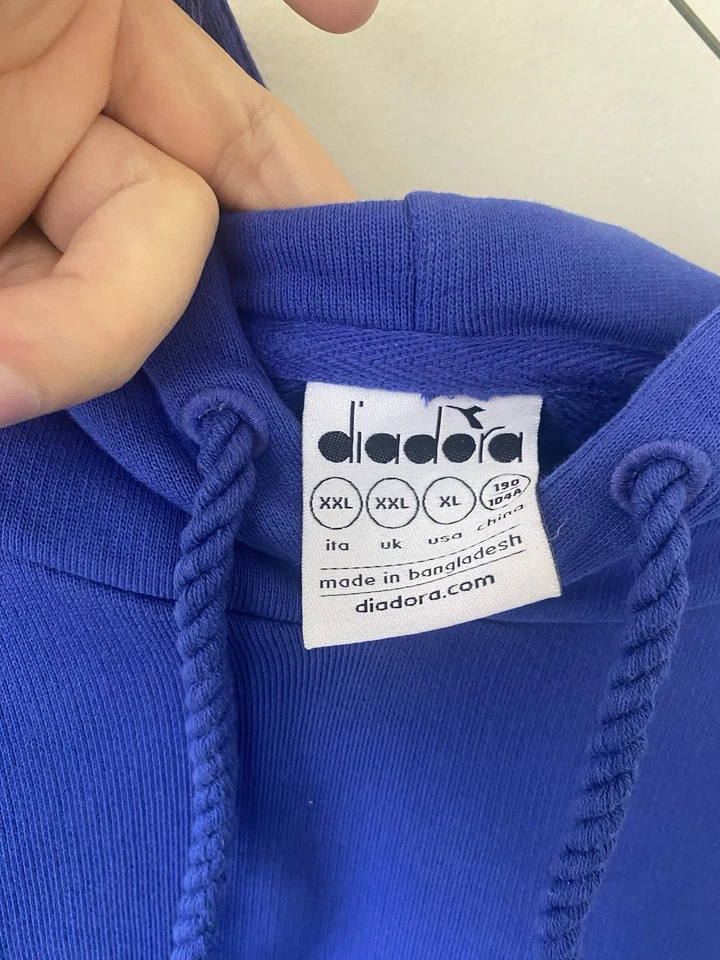 diadora
XXL XXL XL 190 104A
ita uk usa china
made in bangladesh
diadora.com